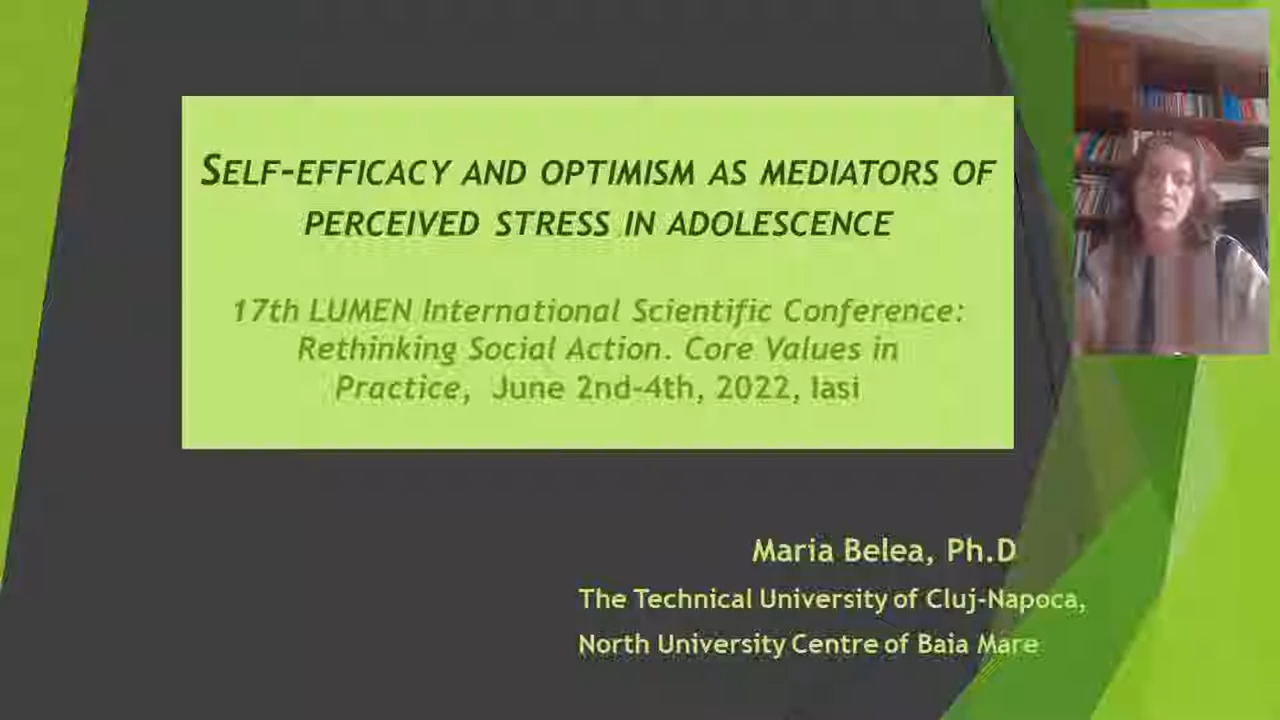 SELF-EFFICACY AND OPTIMISM AS MEDIATORS OF
PERCEIVED STRESS IN ADOLESCENCE
17th LUMEN International Scientific Conference:
Rethinking Social Action. Core Values in
Practice, June 2nd-4th, 2022, Iasi
Maria Belea, Ph.D
The Technical University of Cluj-Napoca,
North University Centre of Baia Mare